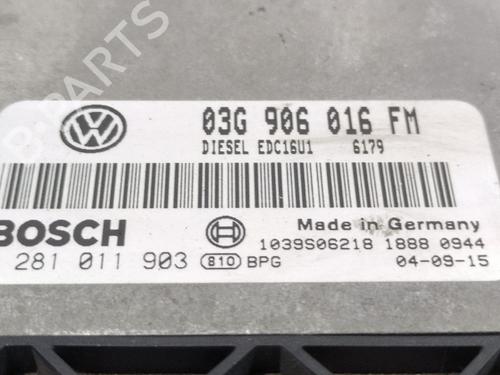 B-PARTS
03G 906 016 FM
DIESEL EDC16U1 6179
BOSCH
Made in Germany
1039S06218 1888 0944
281 011 903 810 BPG 04-09-15